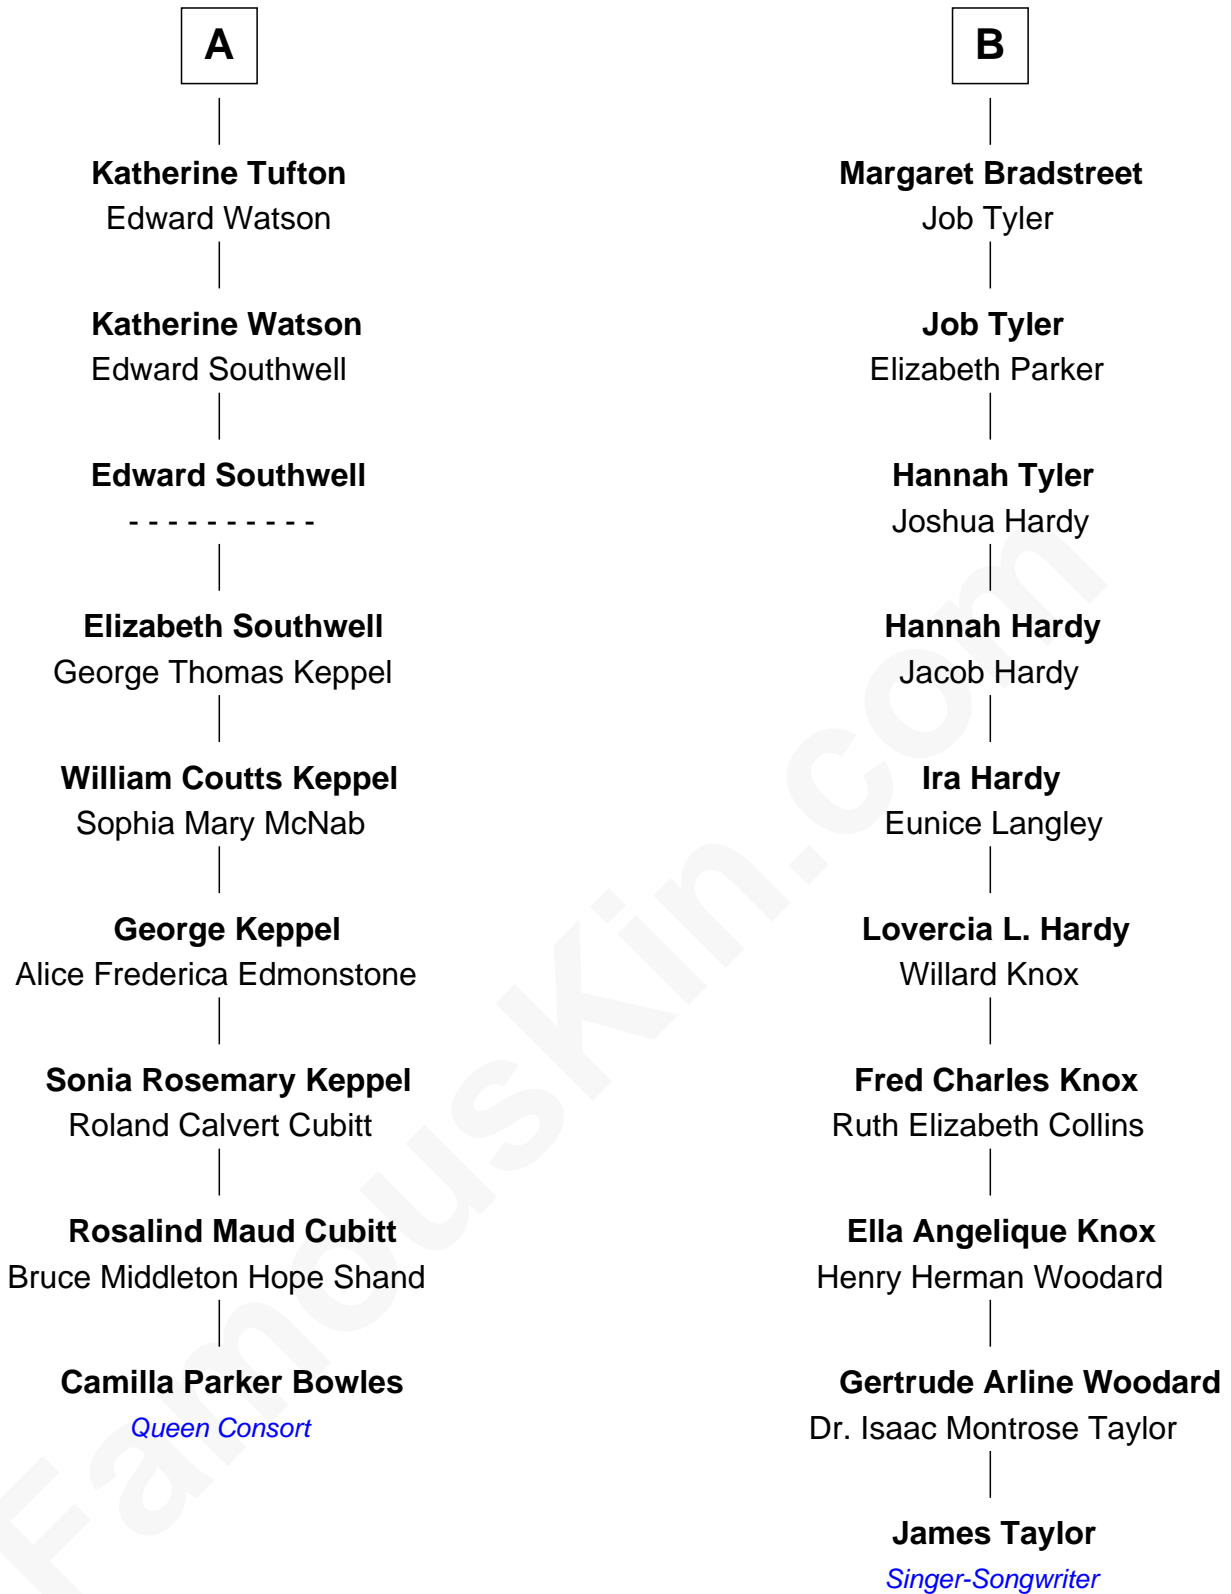 A
Katherine Tufton
Edward Watson
Katherine Watson
Edward Southwell
Edward Southwell
- - - - - - - - - -
Elizabeth Southwell
George Thomas Keppel
William Coutts Keppel
Sophia Mary McNab
George Keppel
Alice Frederica Edmonstone
Sonia Rosemary Keppel
Roland Calvert Cubitt
Rosalind Maud Cubitt
Bruce Middleton Hope Shand
Camilla Parker Bowles
Queen Consort
B
Margaret Bradstreet
Job Tyler
Job Tyler
Elizabeth Parker
Hannah Tyler
Joshua Hardy
Hannah Hardy
Jacob Hardy
Ira Hardy
Eunice Langley
Lovercia L. Hardy
Willard Knox
Fred Charles Knox
Ruth Elizabeth Collins
Ella Angelique Knox
Henry Herman Woodard
Gertrude Arline Woodard
Dr. Isaac Montrose Taylor
James Taylor
Singer-Songwriter
FamousKin.com